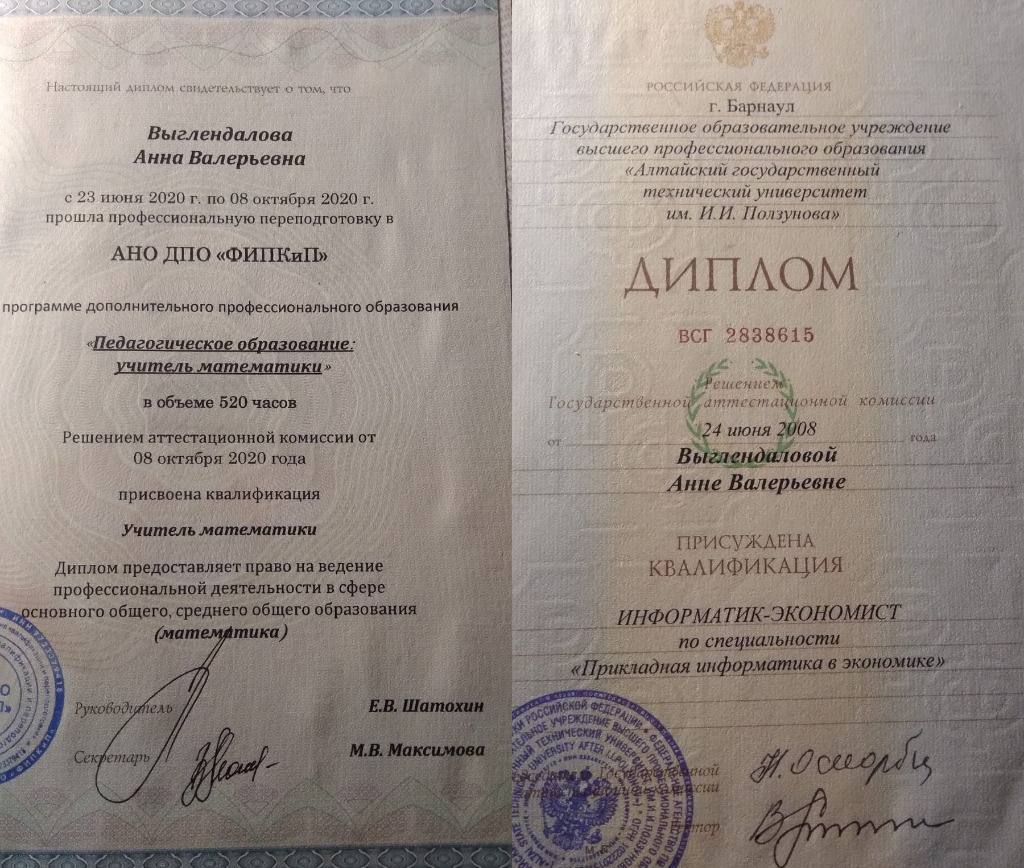 Настоящий диплом свидетельствует о том, что
Выглендалова
Анна Валерьевна
с 23 июня 2020 г. по 08 октября 2020 г.
прошла профессиональную переподготовку в
АНО ДПО «ФИПКиП»
программе дополнительного профессионального образования
«Педагогическое образование:
учитель математики»
в объеме 520 часов
Решением аттестационной комиссии от
08 октября 2020 года
присвоена квалификация
Учитель математики
Диплом предоставляет право на ведение
профессиональной деятельности в сфере
основного общего, среднего общего образования
(математика)
Руководитель
Е.В. Шатохин
Секретарь
М.В. Максимова
РОССИЙСКАЯ ФЕДЕРАЦИЯ
г. Барнаул
Государственное образовательное учреждение
высшего профессионального образования
«Алтайский государственный
технический университет
им. И.И. Ползунова»
ДИПЛОМ
ВСГ 2838615
Решением
Государственной аттестационной комиссии
от 24 июня 2008 года
Выглендаловой
Анне Валерьевне
ПРИСУЖДЕНА
КВАЛИФИКАЦИЯ
ИНФОРМАТИК-ЭКОНОМИСТ
по специальности
«Прикладная информатика в экономике»
Государственной